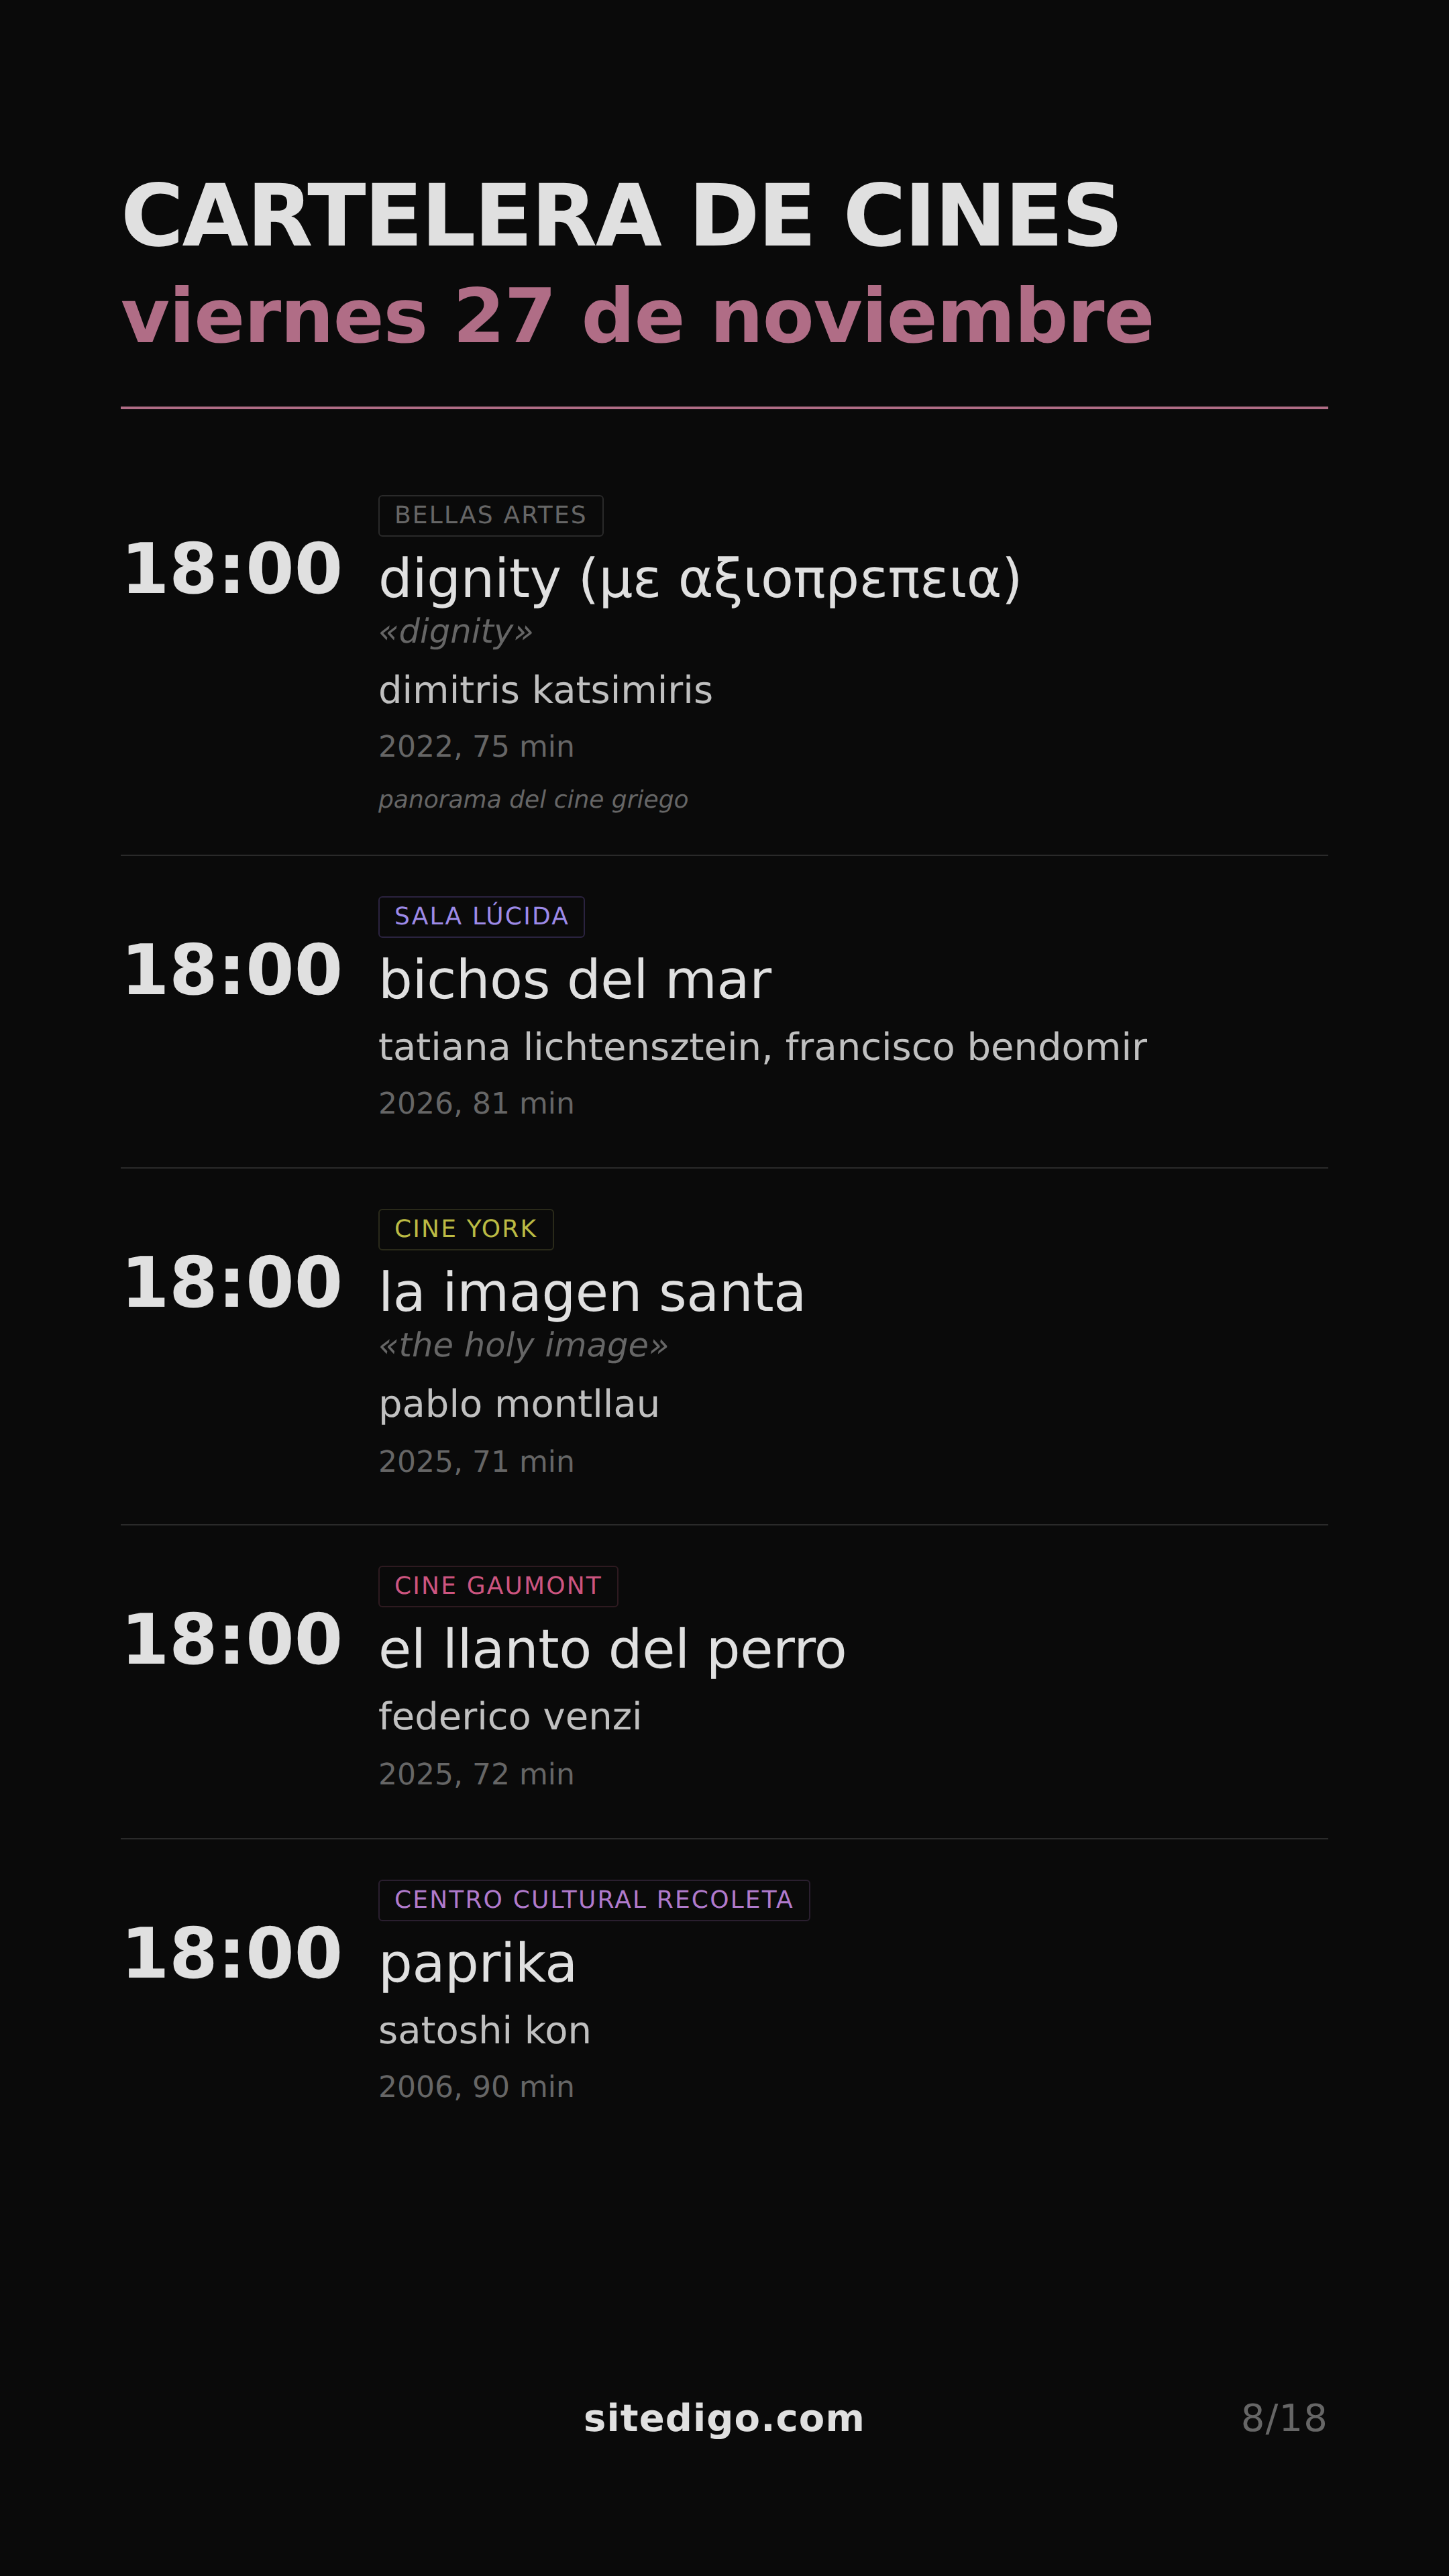 CARTELERA DE CINES
viernes 27 de noviembre
BELLAS ARTES
18:00
dignity (με αξιοπρεπεια)
«dignity»
dimitris katsimiris
2022, 75 min
panorama del cine griego
SALA LÚCIDA
18:00
bichos del mar
tatiana lichtensztein, francisco bendomir
2026, 81 min
CINE YORK
18:00
la imagen santa
«the holy image»
pablo montllau
2025, 71 min
CINE GAUMONT
18:00
el llanto del perro
federico venzi
2025, 72 min
CENTRO CULTURAL RECOLETA
18:00
paprika
satoshi kon
2006, 90 min
sitedigo.com
8/18